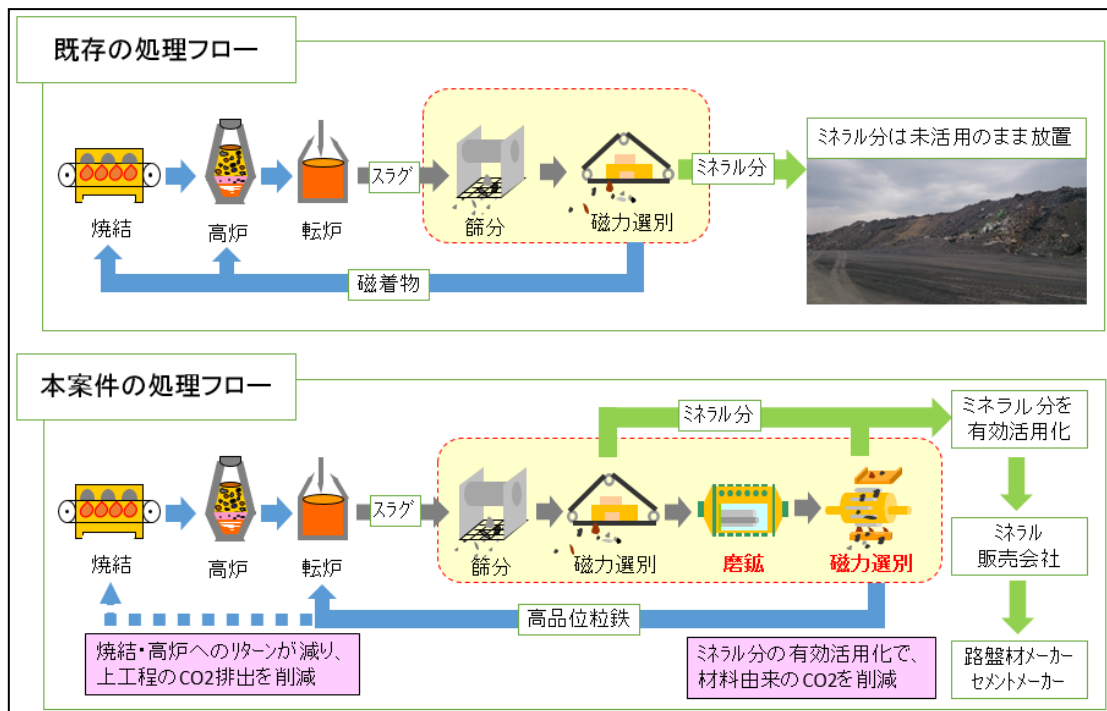 既存の処理フロー
焼結
高炉
転炉
スラグ
篩分
磁力選別
ミネラル分
ミネラル分は未活用のまま放置
磁着物
本案件の処理フロー
焼結
高炉
転炉
スラグ
篩分
磁力選別
磨鉱
磁力選別
ミネラル分
ミネラル分を
有効活用化
ミネラル
販売会社
路盤材メーカー
セメントメーカー
高品位粒鉄
焼結・高炉へのリターンが減り、
上工程のCO2排出を削減
ミネラル分の有効活用化で、
材料由来のCO2を削減